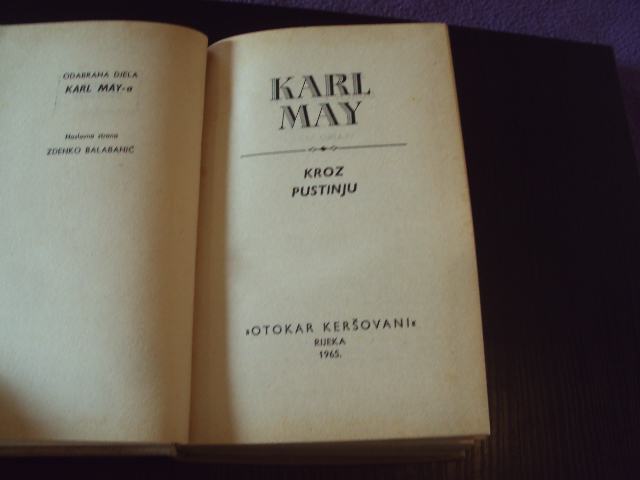 ODABRANA DJELA
KARL MAY-a
Naslovna strana
ZDENKO BALABANIĆ
KARL
MAY
KROZ
PUSTINJU
»OTOKAR KERŠOVANI«
RIJEKA
1965.